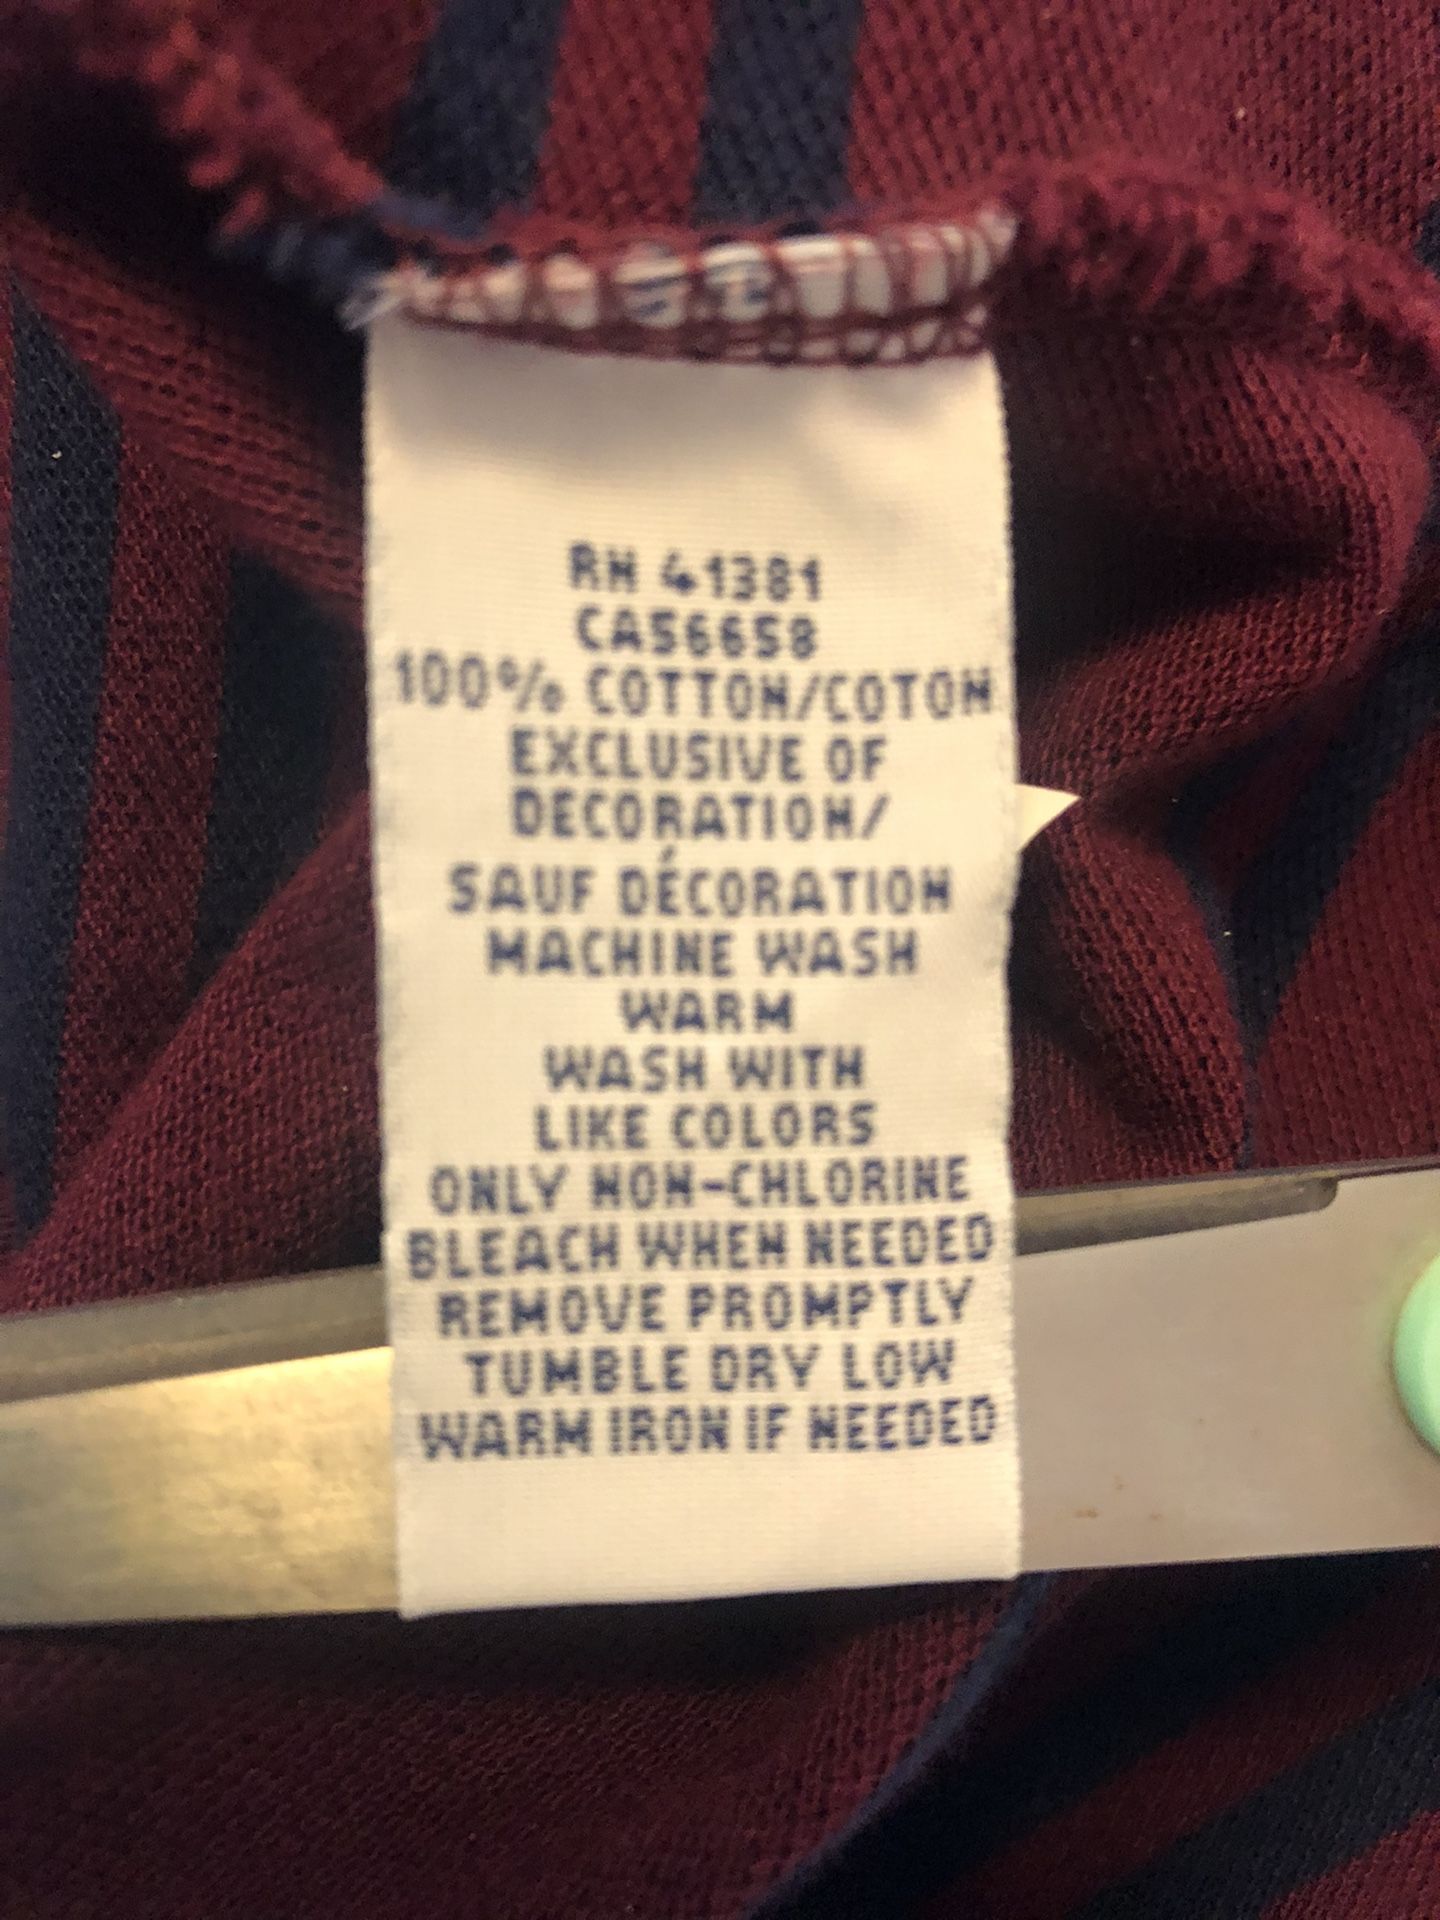 RN 41381
CA56658
100% COTTON/COTON
EXCLUSIVE OF
DECORATION/
SAUF DÉCORATION
MACHINE WASH
WARM
WASH WITH
LIKE COLORS
ONLY NON-CHLORINE
BLEACH WHEN NEEDED
REMOVE PROMPTLY
TUMBLE DRY LOW
WARM IRON IF NEEDED